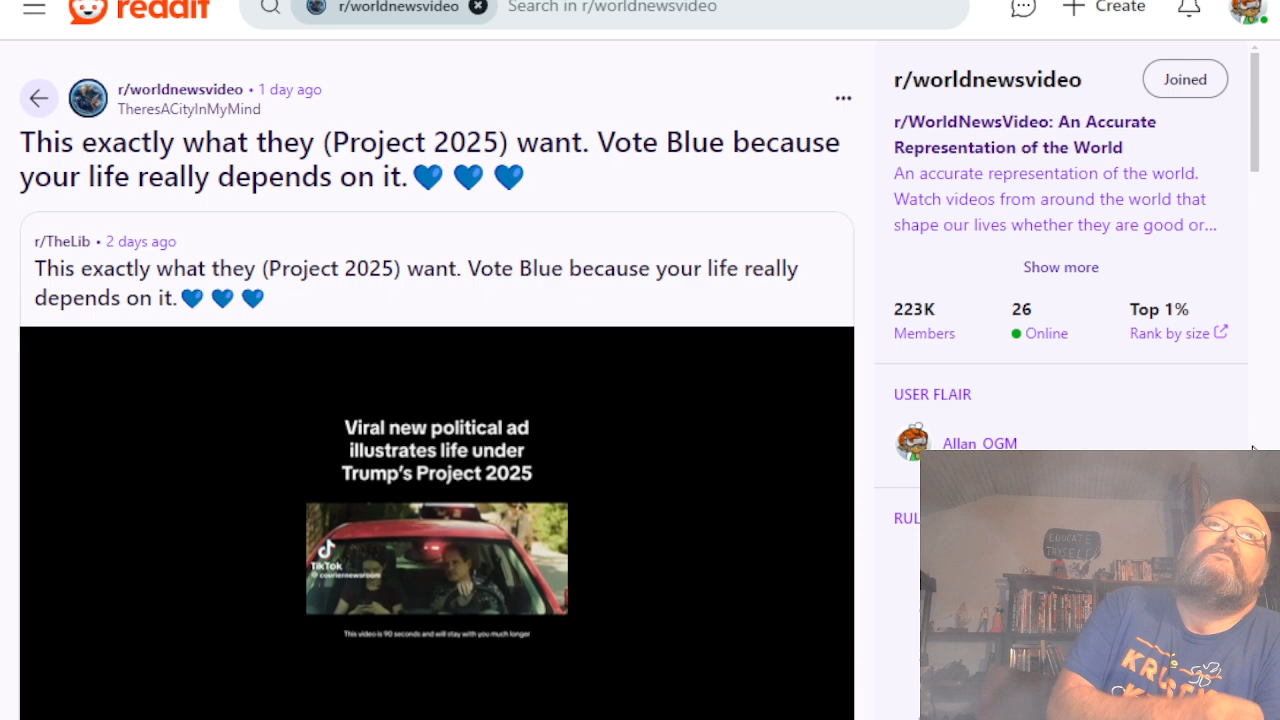 reddit
r/worldnewsvideo
Search in r/worldnewsvideo
Create
r/worldnewsvideo • 1 day ago
TheresACityInMyMind
This exactly what they (Project 2025) want. Vote Blue because
your life really depends on it.💙 💙 💙
r/TheLib • 2 days ago
This exactly what they (Project 2025) want. Vote Blue because your life really
depends on it.💙 💙 💙
Viral new political ad
illustrates life under
Trump's Project 2025
TikTok
@couriernewsroom
This video is 90 seconds and will stay with you much longer
r/worldnewsvideo
Joined
r/WorldNewsVideo: An Accurate
Representation of the World
An accurate representation of the world.
Watch videos from around the world that
shape our lives whether they are good or...
Show more
223K 26 Top 1%
Members Online Rank by size
USER FLAIR
Allan_OGM
RUL
EDUCATE
THYSELF